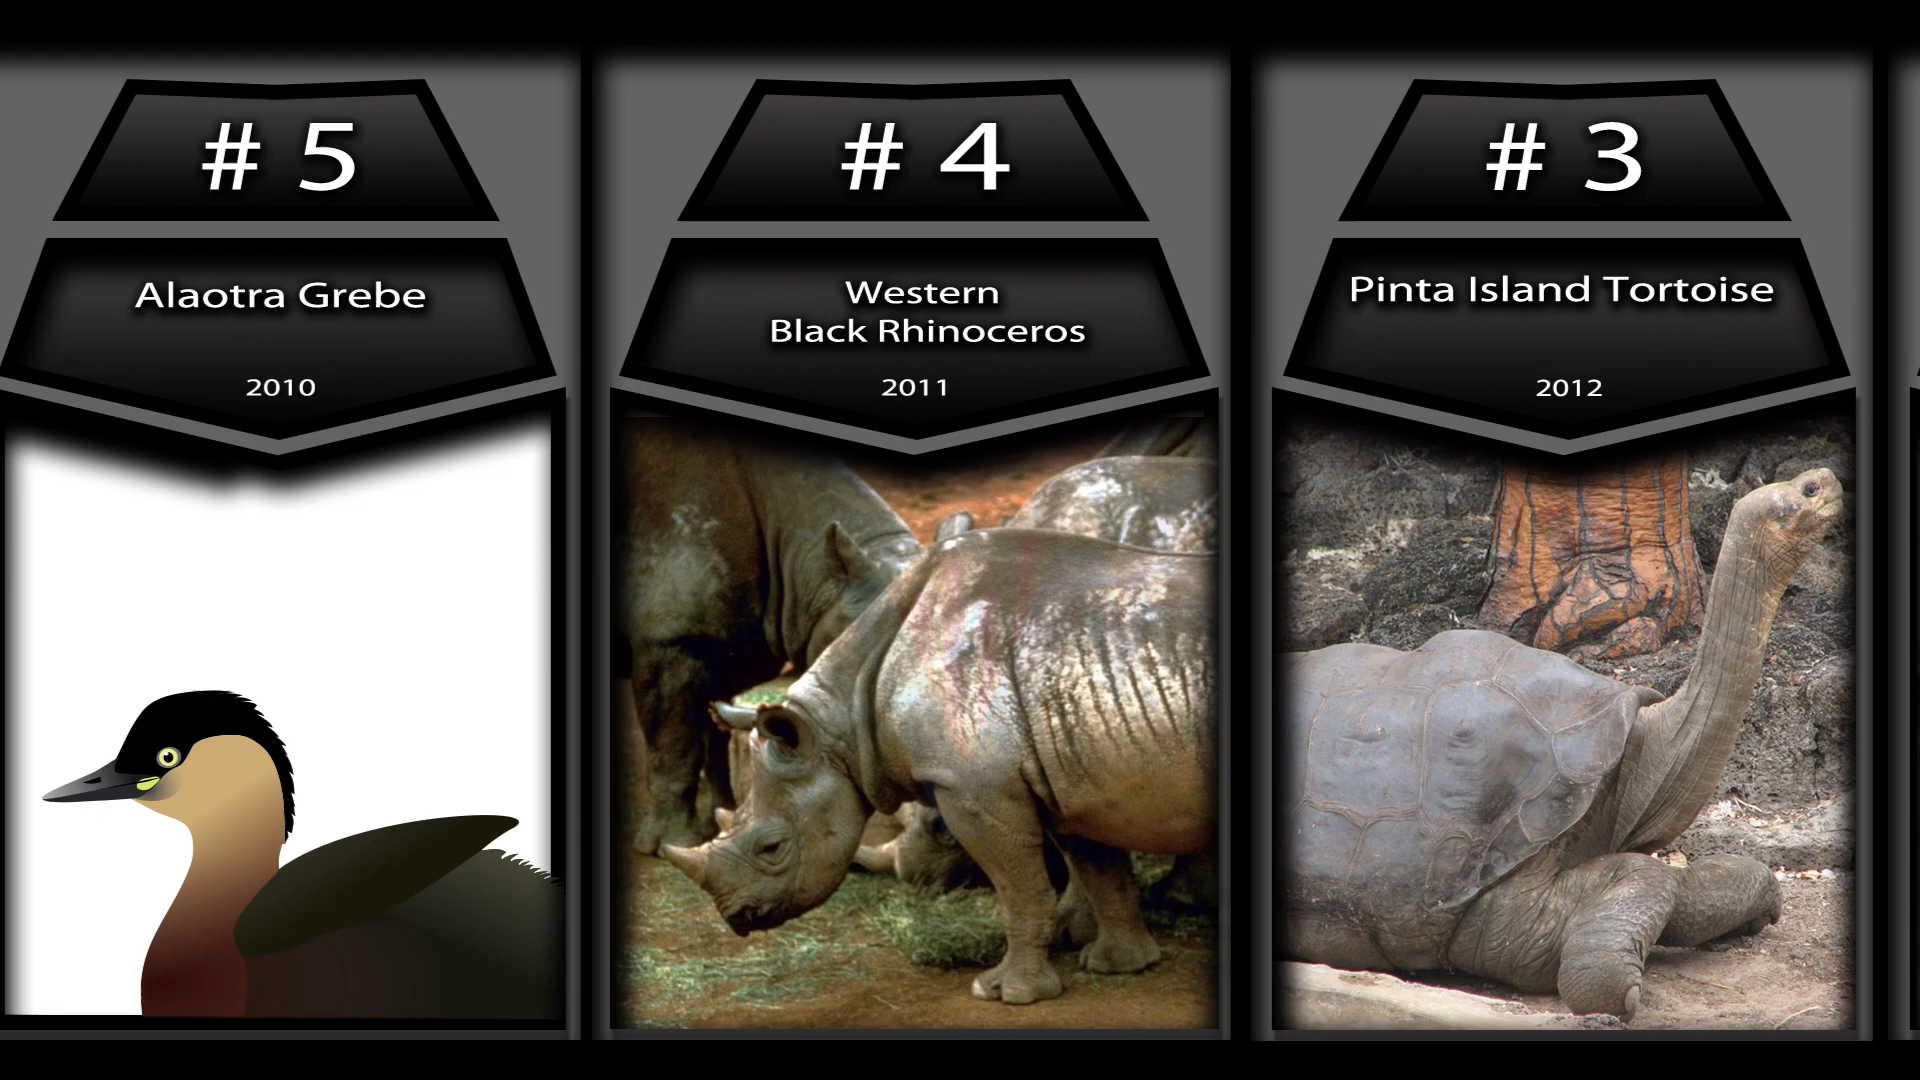 # 5
Alaotra Grebe
2010
# 4
Western
Black Rhinoceros
2011
# 3
Pinta Island Tortoise
2012